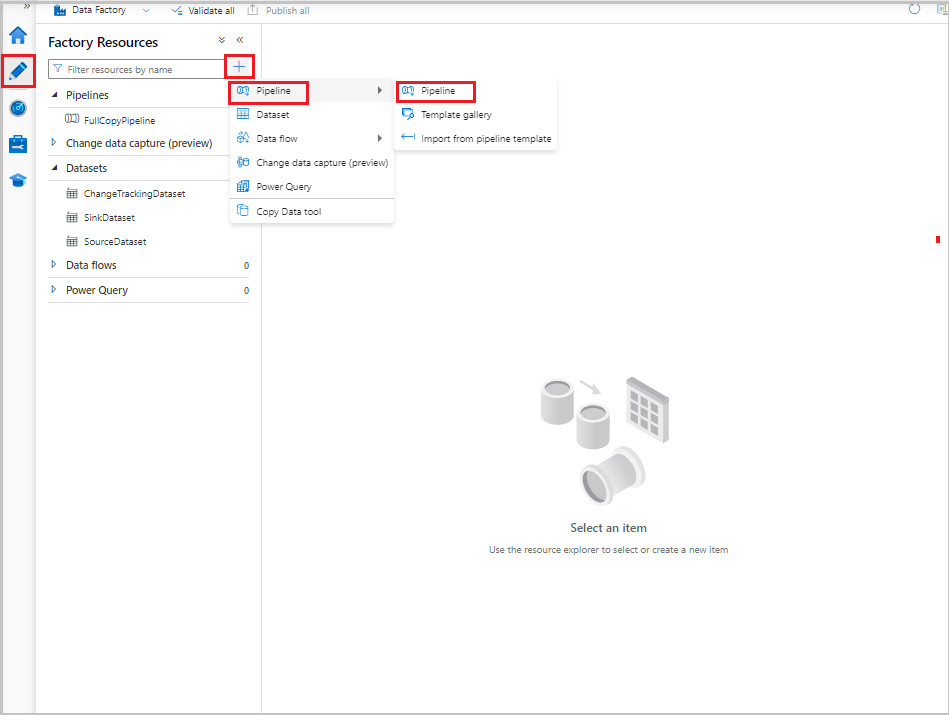 »
Data Factory
Validate all
Publish all
Factory Resources
Filter resources by name
Pipelines
FullCopyPipeline
Change data capture (preview)
Datasets
ChangeTrackingDataset
SinkDataset
SourceDataset
Data flows 0
Power Query 0
Pipeline
Dataset
Data flow
Change data capture (preview)
Power Query
Copy Data tool
Pipeline
Template gallery
Import from pipeline template
Select an item
Use the resource explorer to select or create a new item